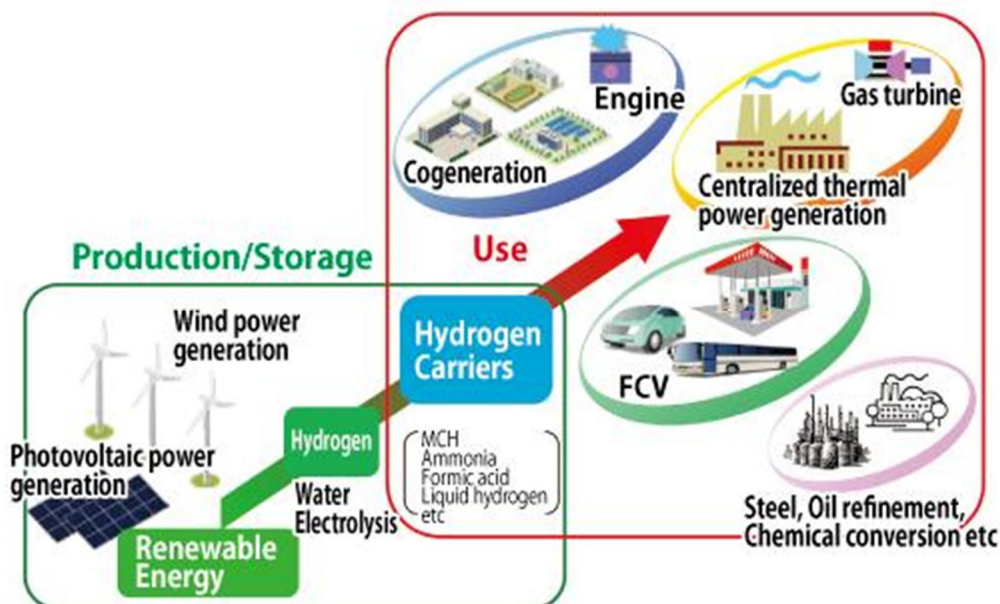 Engine
Cogeneration
Gas turbine
Centralized thermal
power generation
Production/Storage
Use
Wind power
generation
Hydrogen
Carriers
FCV
Photovoltaic power
generation
Hydrogen
Water
Electrolysis
MCH
Ammonia
Formic acid
Liquid hydrogen
etc
Renewable
Energy
Steel, Oil refinement,
Chemical conversion etc